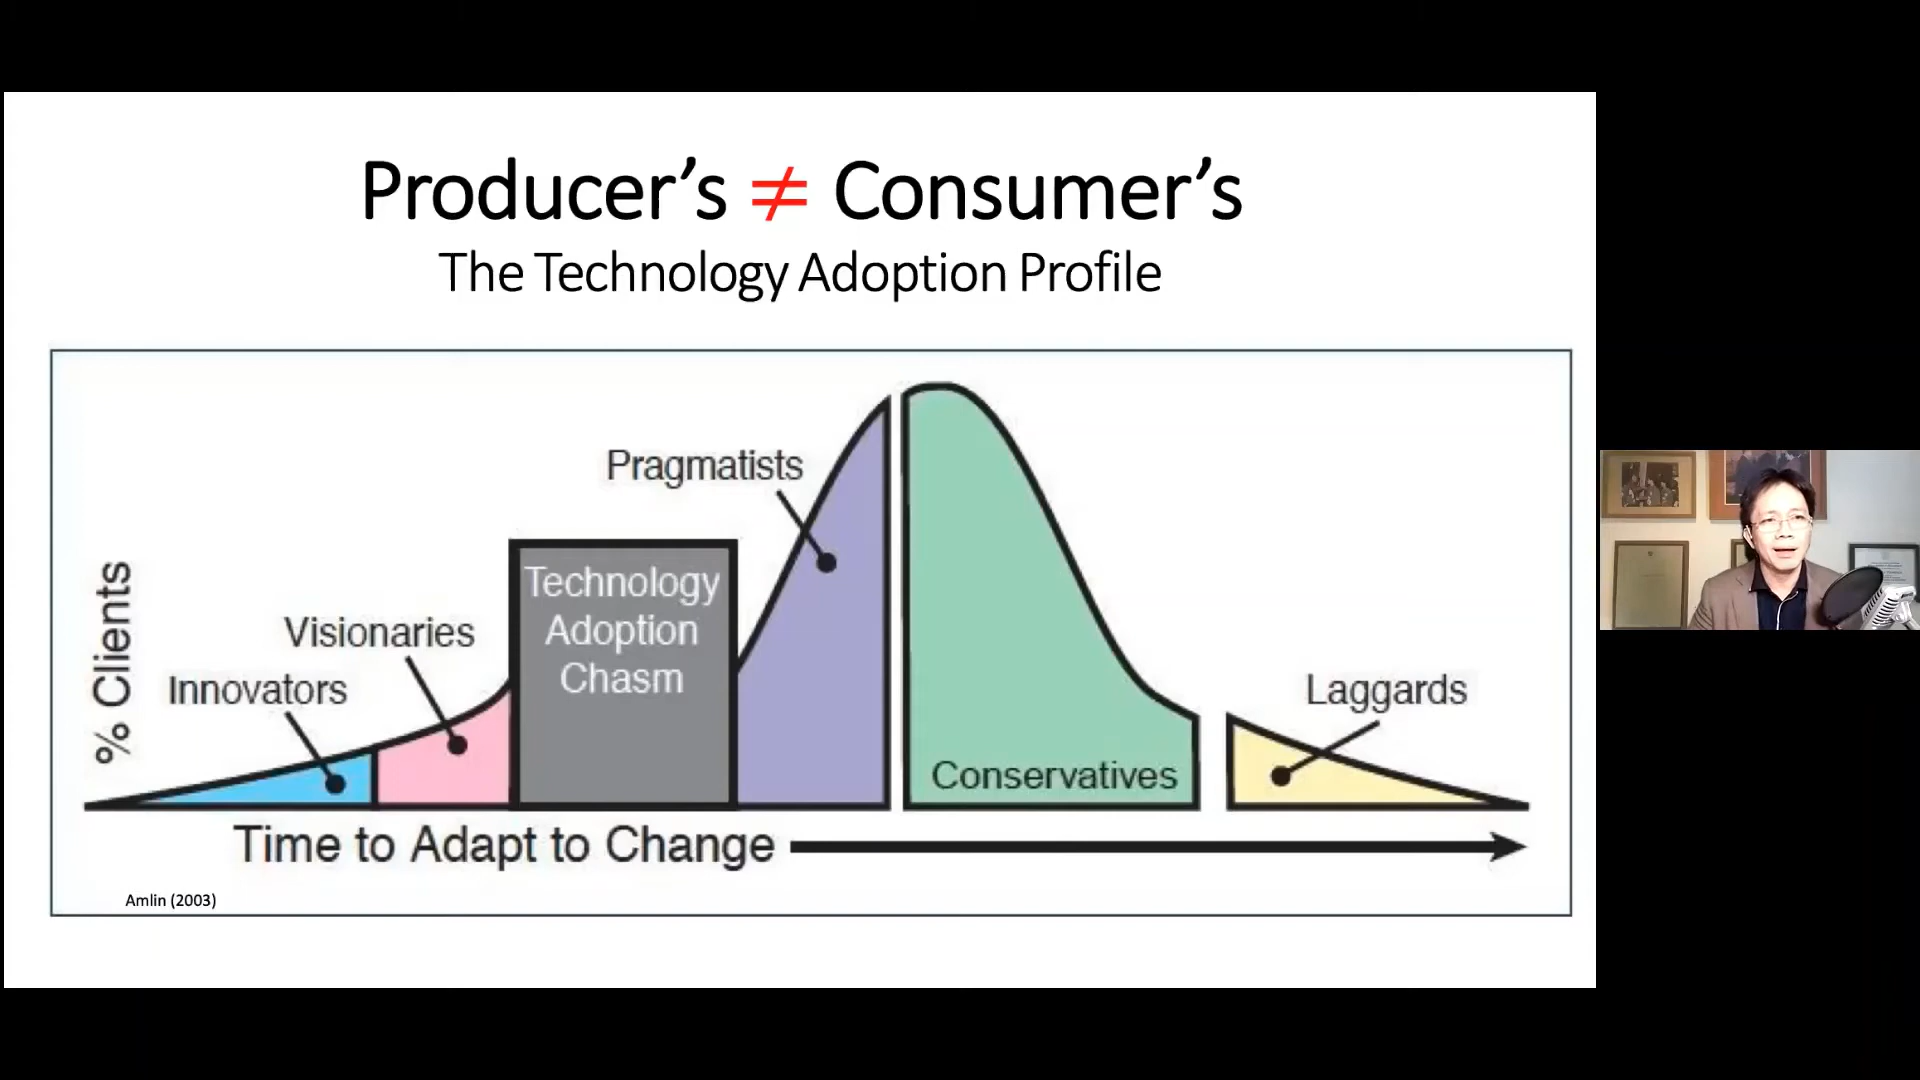 Producer’s ≠ Consumer’s
The Technology Adoption Profile
% Clients
Innovators
Visionaries
Technology
Adoption
Chasm
Pragmatists
Conservatives
Laggards
Time to Adapt to Change
Amlin (2003)